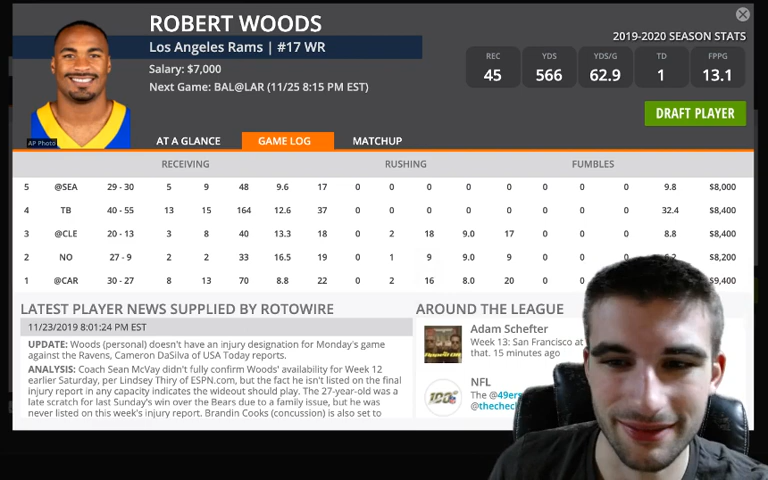 ROBERT WOODS
Los Angeles Rams | #17 WR
Salary: $7,000
Next Game: BAL@LAR (11/25 8:15 PM EST)
AP Photo
2019-2020 SEASON STATS
REC YDS YDS/G TD FPPG
45 566 62.9 1 13.1
DRAFT PLAYER
AT A GLANCE GAME LOG MATCHUP
RECEIVING RUSHING FUMBLES
5 @SEA 29 - 30 5 9 48 9.6 17 0 0 0 0 0 0 0 9.8 $8,000
4 TB 40 - 55 13 15 164 12.6 37 0 0 0 0 0 0 0 32.4 $8,400
3 @CLE 20 - 13 3 8 40 13.3 18 0 2 18 9.0 17 0 0 8.8 $8,400
2 NO 27 - 9 2 2 33 16.5 19 0 1 9 9.0 9 0 0 $8,200
1 @CAR 30 - 27 8 13 70 8.8 22 0 2 16 8.0 20 0 $9,400
LATEST PLAYER NEWS SUPPLIED BY ROTOWIRE
11/23/2019 8:01:24 PM EST
UPDATE: Woods (personal) doesn't have an injury designation for Monday's game
against the Ravens, Cameron DaSilva of USA Today reports.
ANALYSIS: Coach Sean McVay didn't fully confirm Woods' availability for Week 12
earlier Saturday, per Lindsey Thiry of ESPN.com, but the fact he isn't listed on the final
injury report in any capacity indicates the wideout should play. The 27-year-old was a
late scratch for last Sunday's win over the Bears due to a family issue, but he was
never listed on this week's injury report. Brandin Cooks (concussion) is also set to
AROUND THE LEAGUE
Adam Schefter
Week 13: San Francisco at
that. 15 minutes ago
100
NFL
The @49ers
@thechec